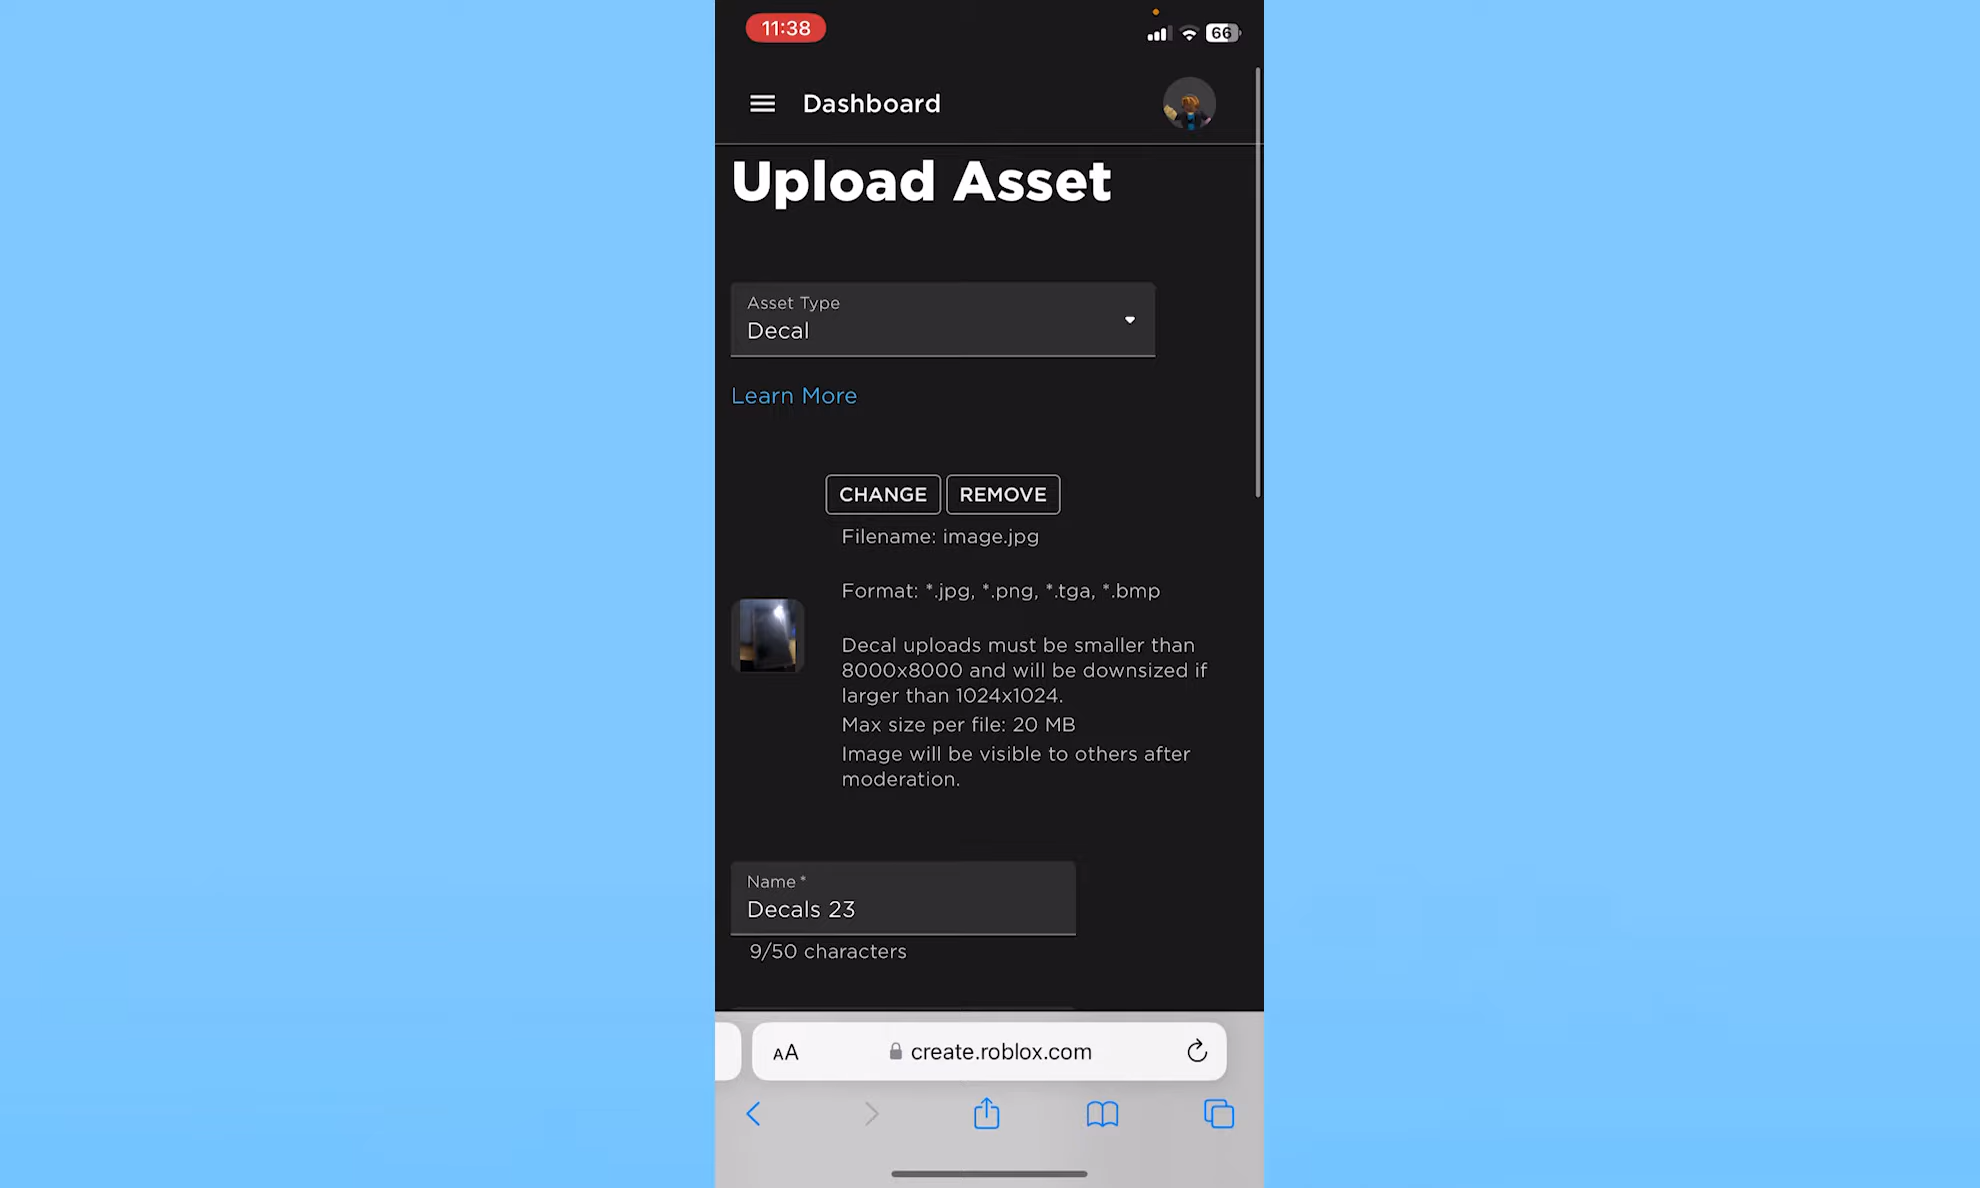 11:38
66
Dashboard
Upload Asset
Asset Type
Decal
Learn More
CHANGE REMOVE
Filename: image.jpg
Format: *.jpg, *.png, *.tga, *.bmp
Decal uploads must be smaller than
8000x8000 and will be downsized if
larger than 1024x1024.
Max size per file: 20 MB
Image will be visible to others after
moderation.
Name *
Decals 23
9/50 characters
AA create.roblox.com